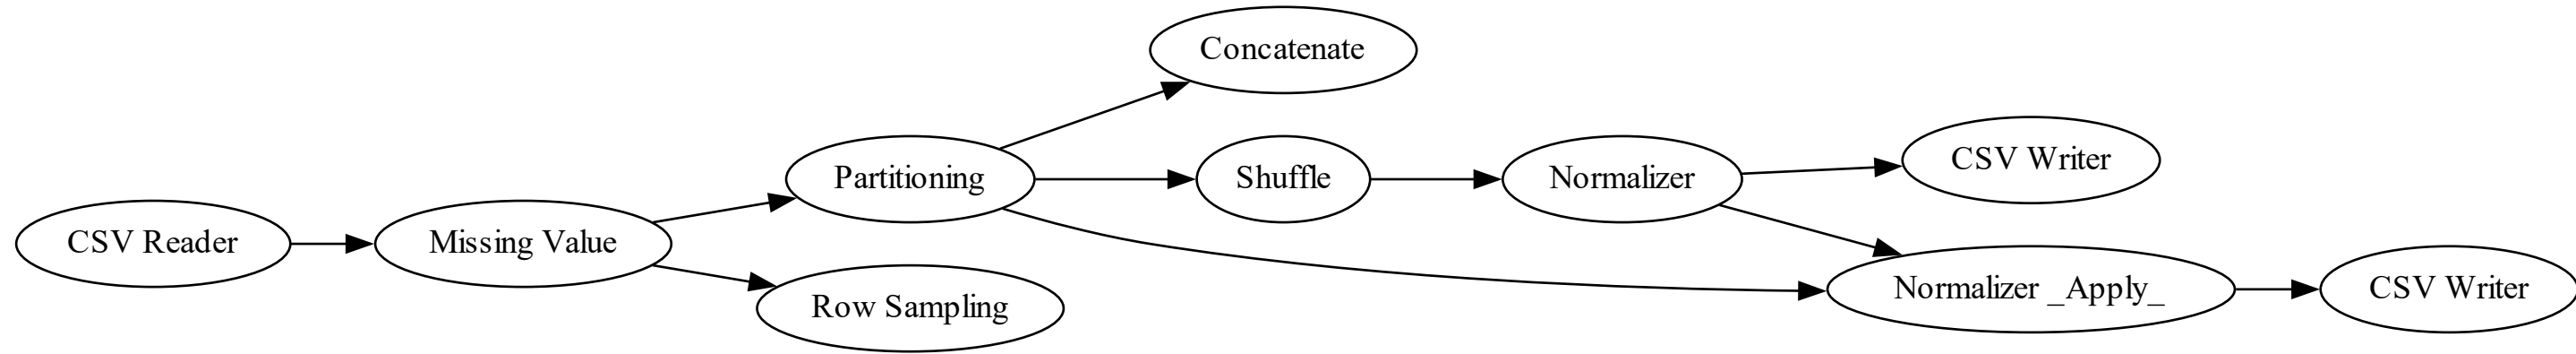 CSV Reader
Missing Value
Partitioning
Row Sampling
Concatenate
Shuffle
Normalizer
CSV Writer
Normalizer _Apply_
CSV Writer